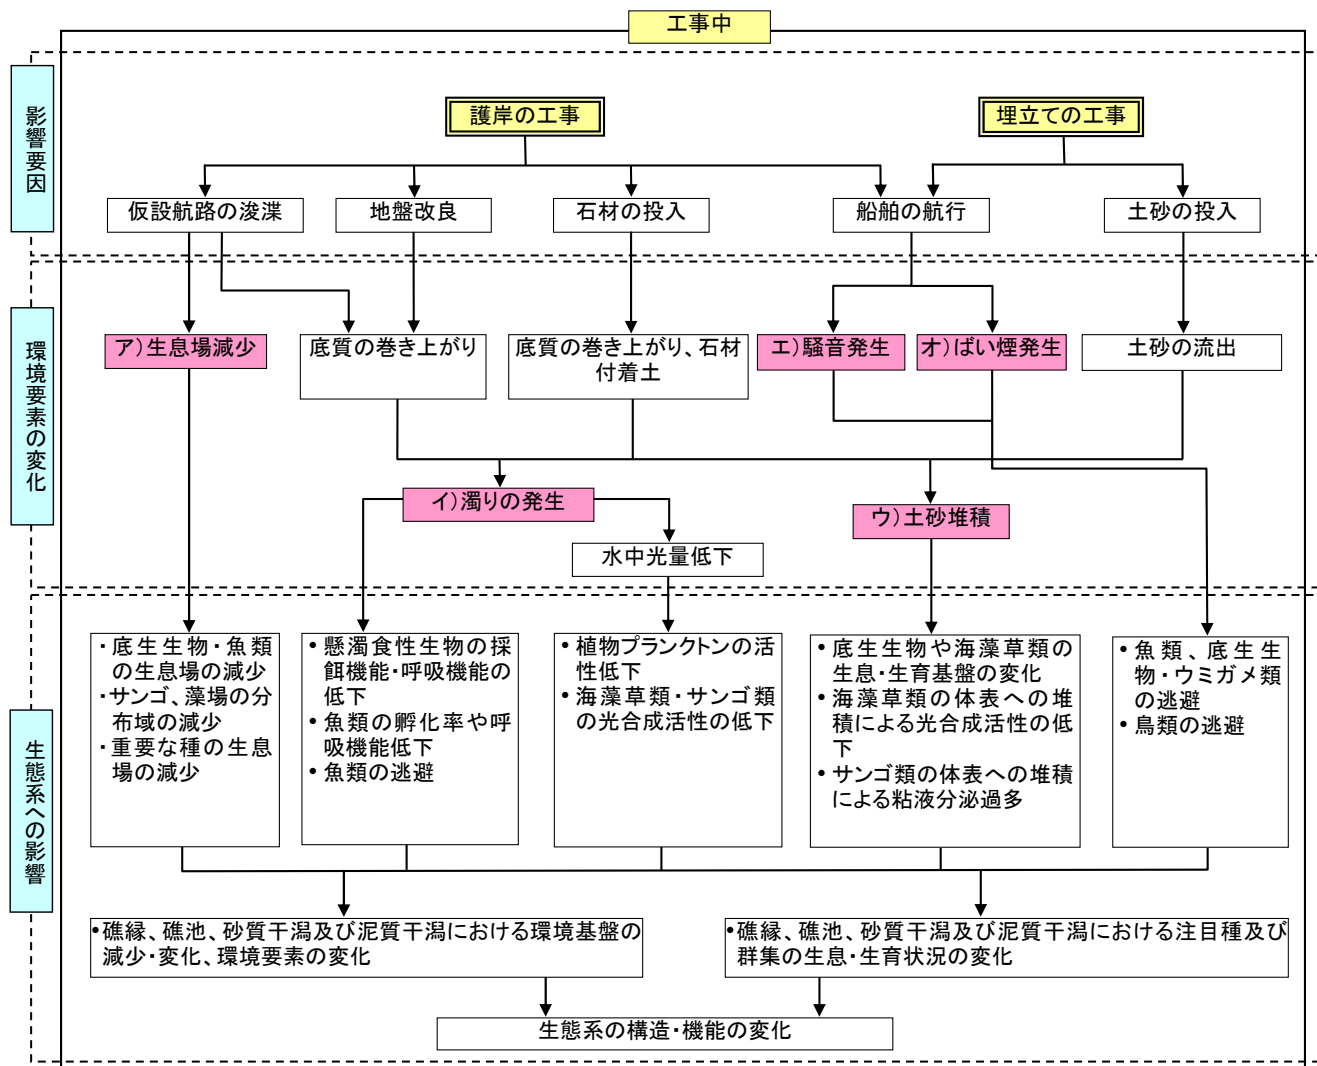 工事中
影響要因
護岸の工事
埋立ての工事
仮設航路の浚渫
地盤改良
石材の投入
船舶の航行
土砂の投入
環境要素の変化
ア)生息場減少
底質の巻き上がり
底質の巻き上がり、石材
付着土
エ)騒音発生
オ)ばい煙発生
土砂の流出
イ)濁りの発生
ウ)土砂堆積
水中光量低下
生態系への影響
・底生生物・魚類
の生息場の減少
・サンゴ、藻場の分
布域の減少
・重要な種の生息
場の減少
• 懸濁食性生物の採
餌機能・呼吸機能の
低下
• 魚類の孵化率や呼
吸機能低下
• 魚類の逃避
• 植物プランクトンの活
性低下
• 海藻草類・サンゴ類
の光合成活性の低下
• 底生生物や海藻草類の
生息・生育基盤の変化
• 海藻草類の体表への堆
積による光合成活性の低
下
• サンゴ類の体表への堆積
による粘液分泌過多
• 魚類、底生生
物・ウミガメ類
の逃避
• 鳥類の逃避
• 礁縁、礁池、砂質干潟及び泥質干潟における環境基盤の
減少・変化、環境要素の変化
• 礁縁、礁池、砂質干潟及び泥質干潟における注目種及び
群集の生息・生育状況の変化
生態系の構造・機能の変化